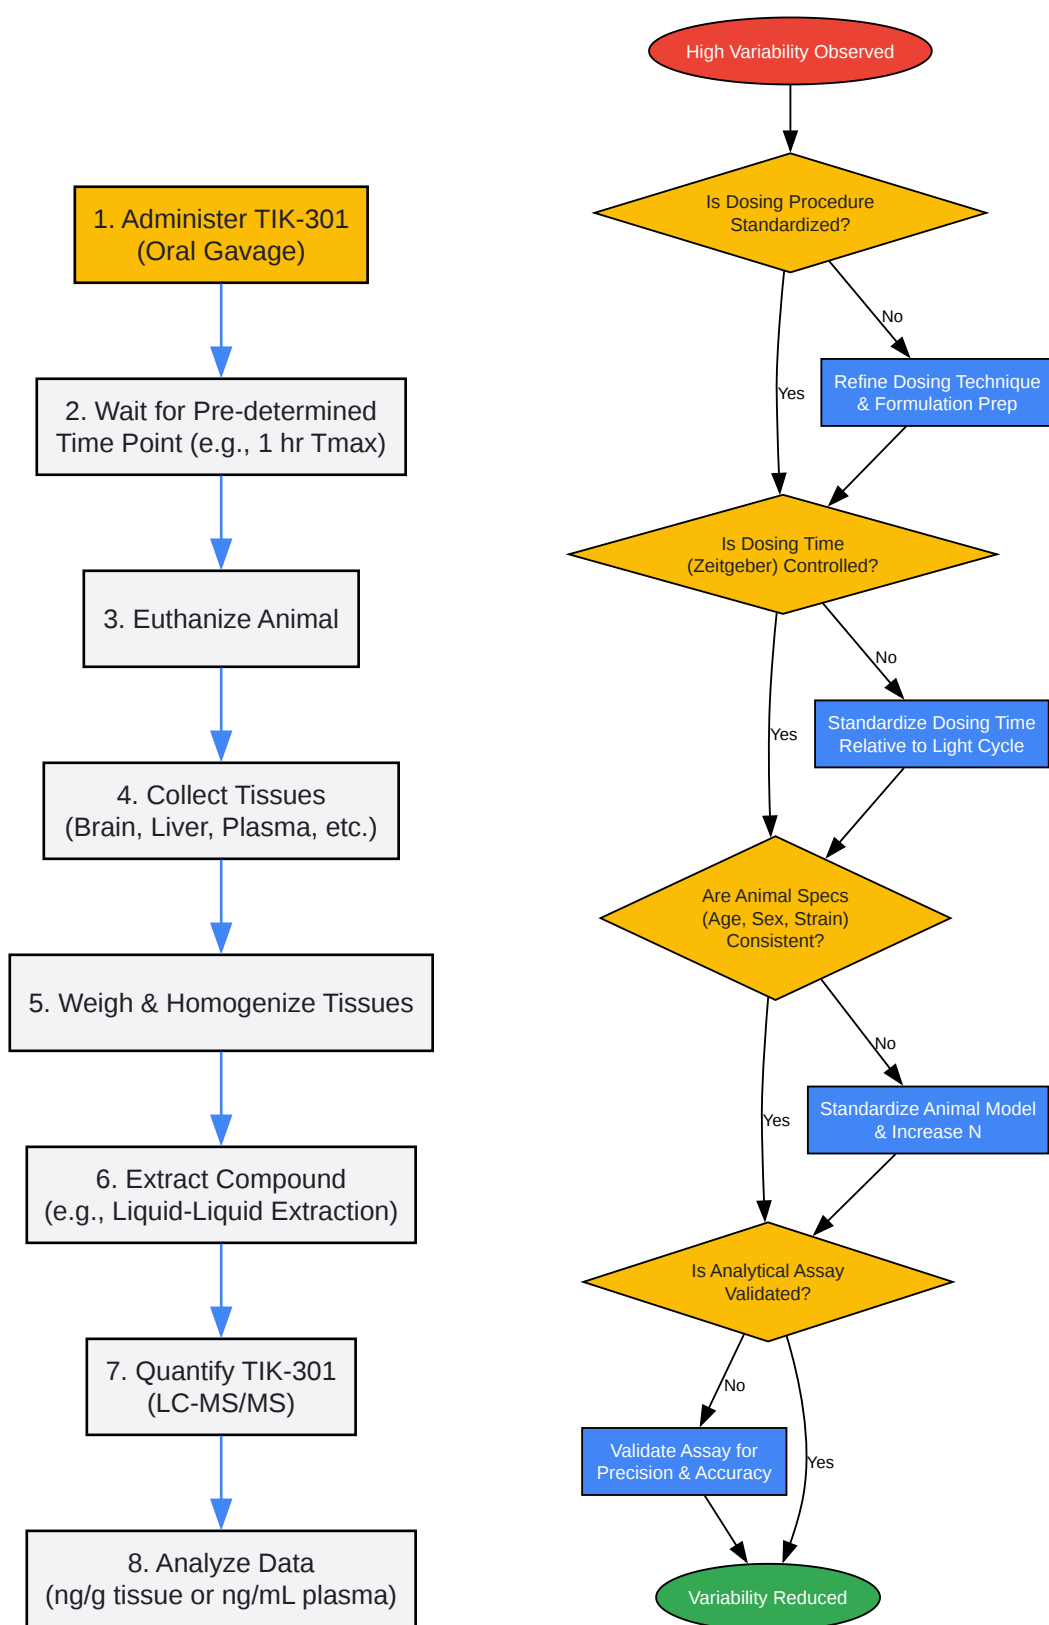 1. Administer TIK-301
(Oral Gavage)
2. Wait for Pre-determined
Time Point (e.g., 1 hr Tmax)
3. Euthanize Animal
4. Collect Tissues
(Brain, Liver, Plasma, etc.)
5. Weigh & Homogenize Tissues
6. Extract Compound
(e.g., Liquid-Liquid Extraction)
7. Quantify TIK-301
(LC-MS/MS)
8. Analyze Data
(ng/g tissue or ng/mL plasma)
High Variability Observed
Is Dosing Procedure
Standardized?
No
Yes
Refine Dosing Technique
& Formulation Prep
Is Dosing Time
(Zeitgeber) Controlled?
No
Yes
Standardize Dosing Time
Relative to Light Cycle
Are Animal Specs
(Age, Sex, Strain)
Consistent?
No
Yes
Standardize Animal Model
& Increase N
Is Analytical Assay
Validated?
No
Yes
Validate Assay for
Precision & Accuracy
Variability Reduced